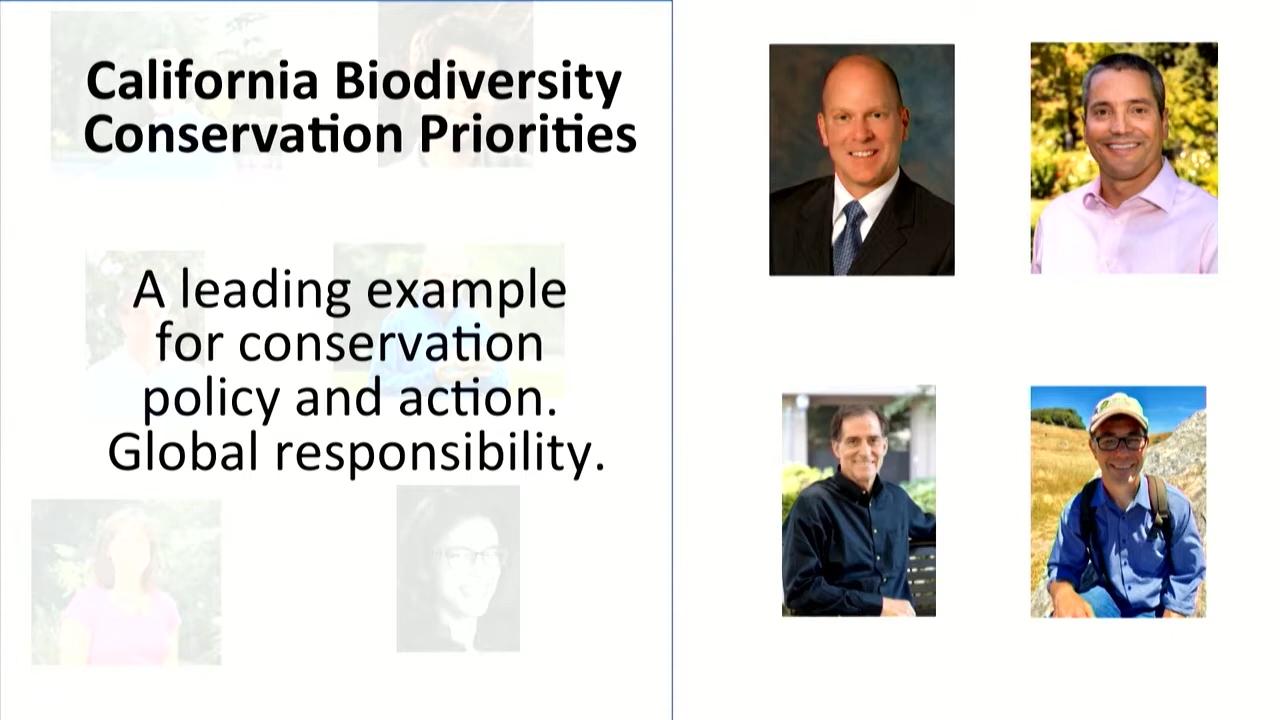 California Biodiversity
Conservation Priorities
A leading example
for conservation
policy and action.
Global responsibility.